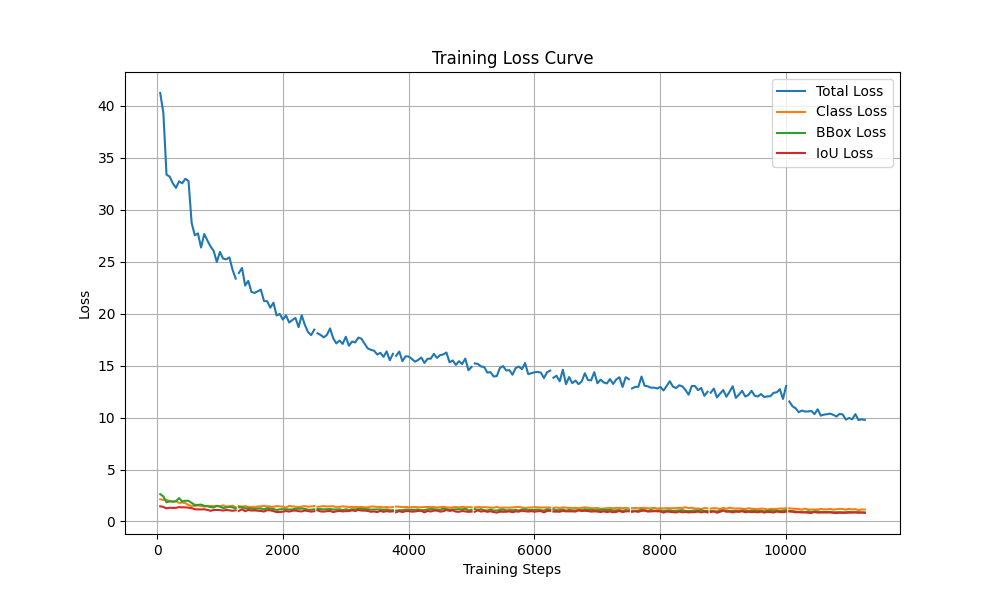 Training Loss Curve
Total Loss
Class Loss
BBox Loss
IoU Loss
40
35
30
25
20
15
10
5
0
Loss
0 2000 4000 6000 8000 10000
Training Steps